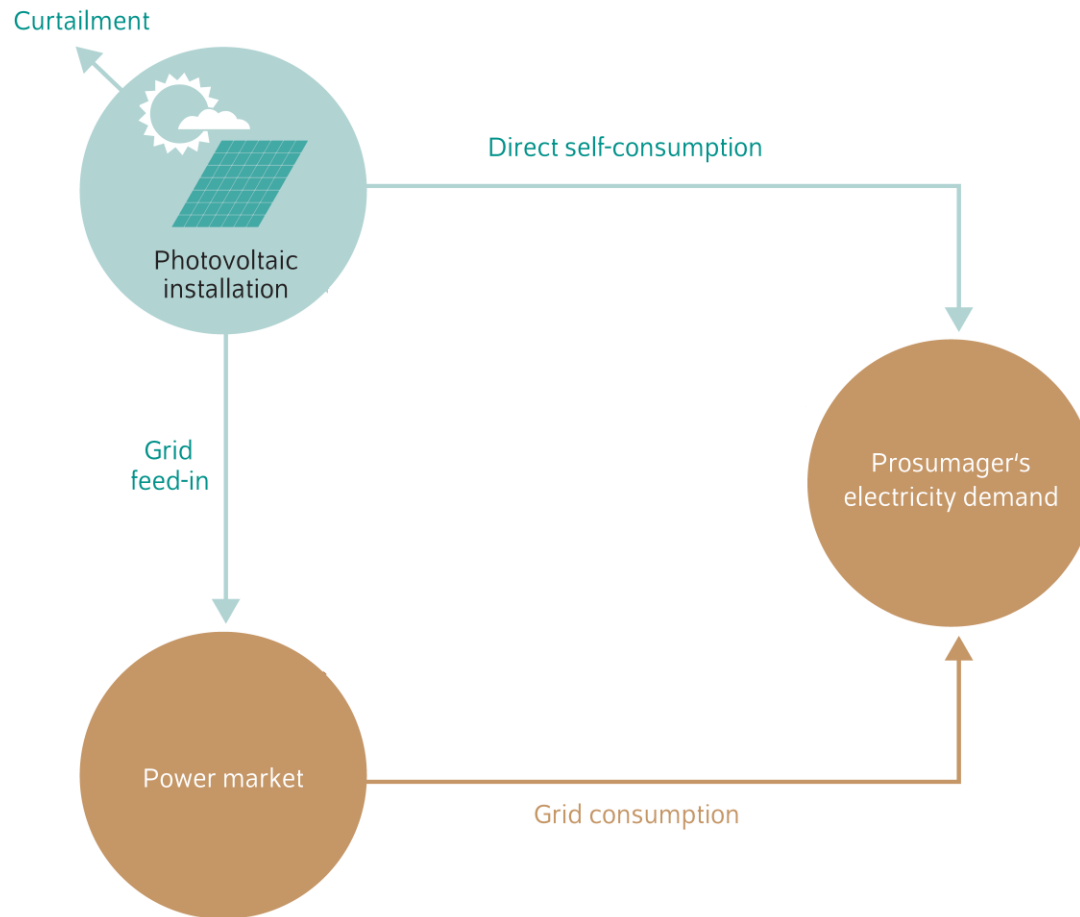 Curtailment
Direct self-consumption
Photovoltaic
installation
Grid
feed-in
Prosumager‘s
electricity demand
Power market
Grid consumption